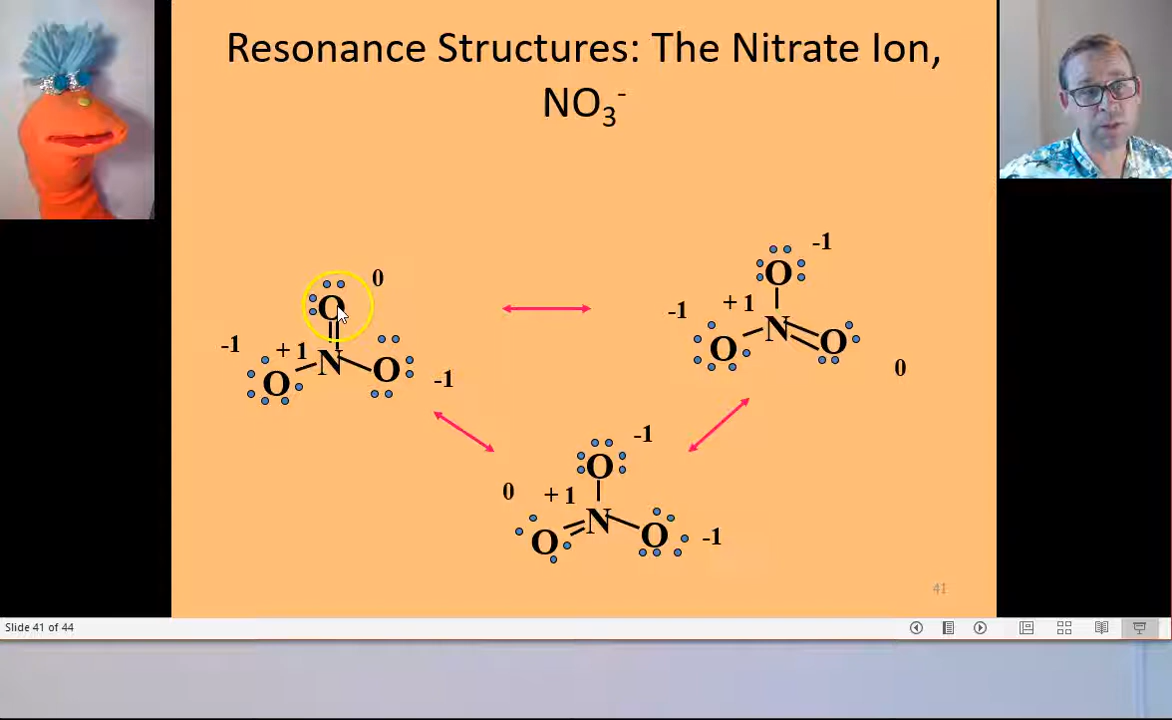 Resonance Structures: The Nitrate Ion,
NO₃⁻
0
O
-1
+1
N
O
O
-1
-1
O
-1
+1
N
O
O
0
-1
O
0
+1
N
O
O
-1
41
Slide 41 of 44